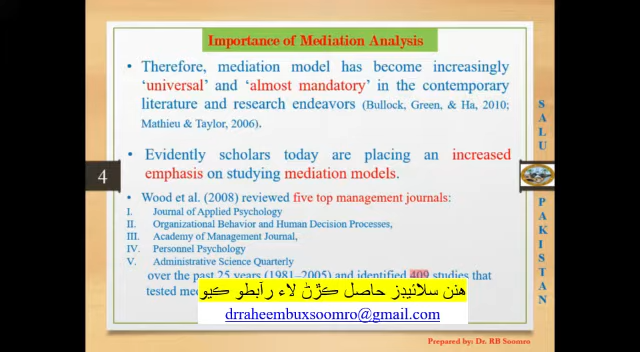 Importance of Mediation Analysis
• Therefore, mediation model has become increasingly
‘universal’ and ‘almost mandatory’ in the contemporary
literature and research endeavors (Bullock, Green, & Ha, 2010;
Mathieu & Taylor, 2006).
• Evidently scholars today are placing an increased
emphasis on studying mediation models.
• Wood et al. (2008) reviewed five top management journals:
I. Journal of Applied Psychology
II. Organizational Behavior and Human Decision Processes,
III. Academy of Management Journal,
IV. Personnel Psychology
V. Administrative Science Quarterly
over the past 25 years (1981–2005) and identified 409 studies that
tested
هنن سلائيڊز حاصل ڪرڻ لاءِ رابطو ڪيو
drraheembuxsoomro@gmail.com
4
SALU
PAKISTAN
Prepared by: Dr. RB Soomro